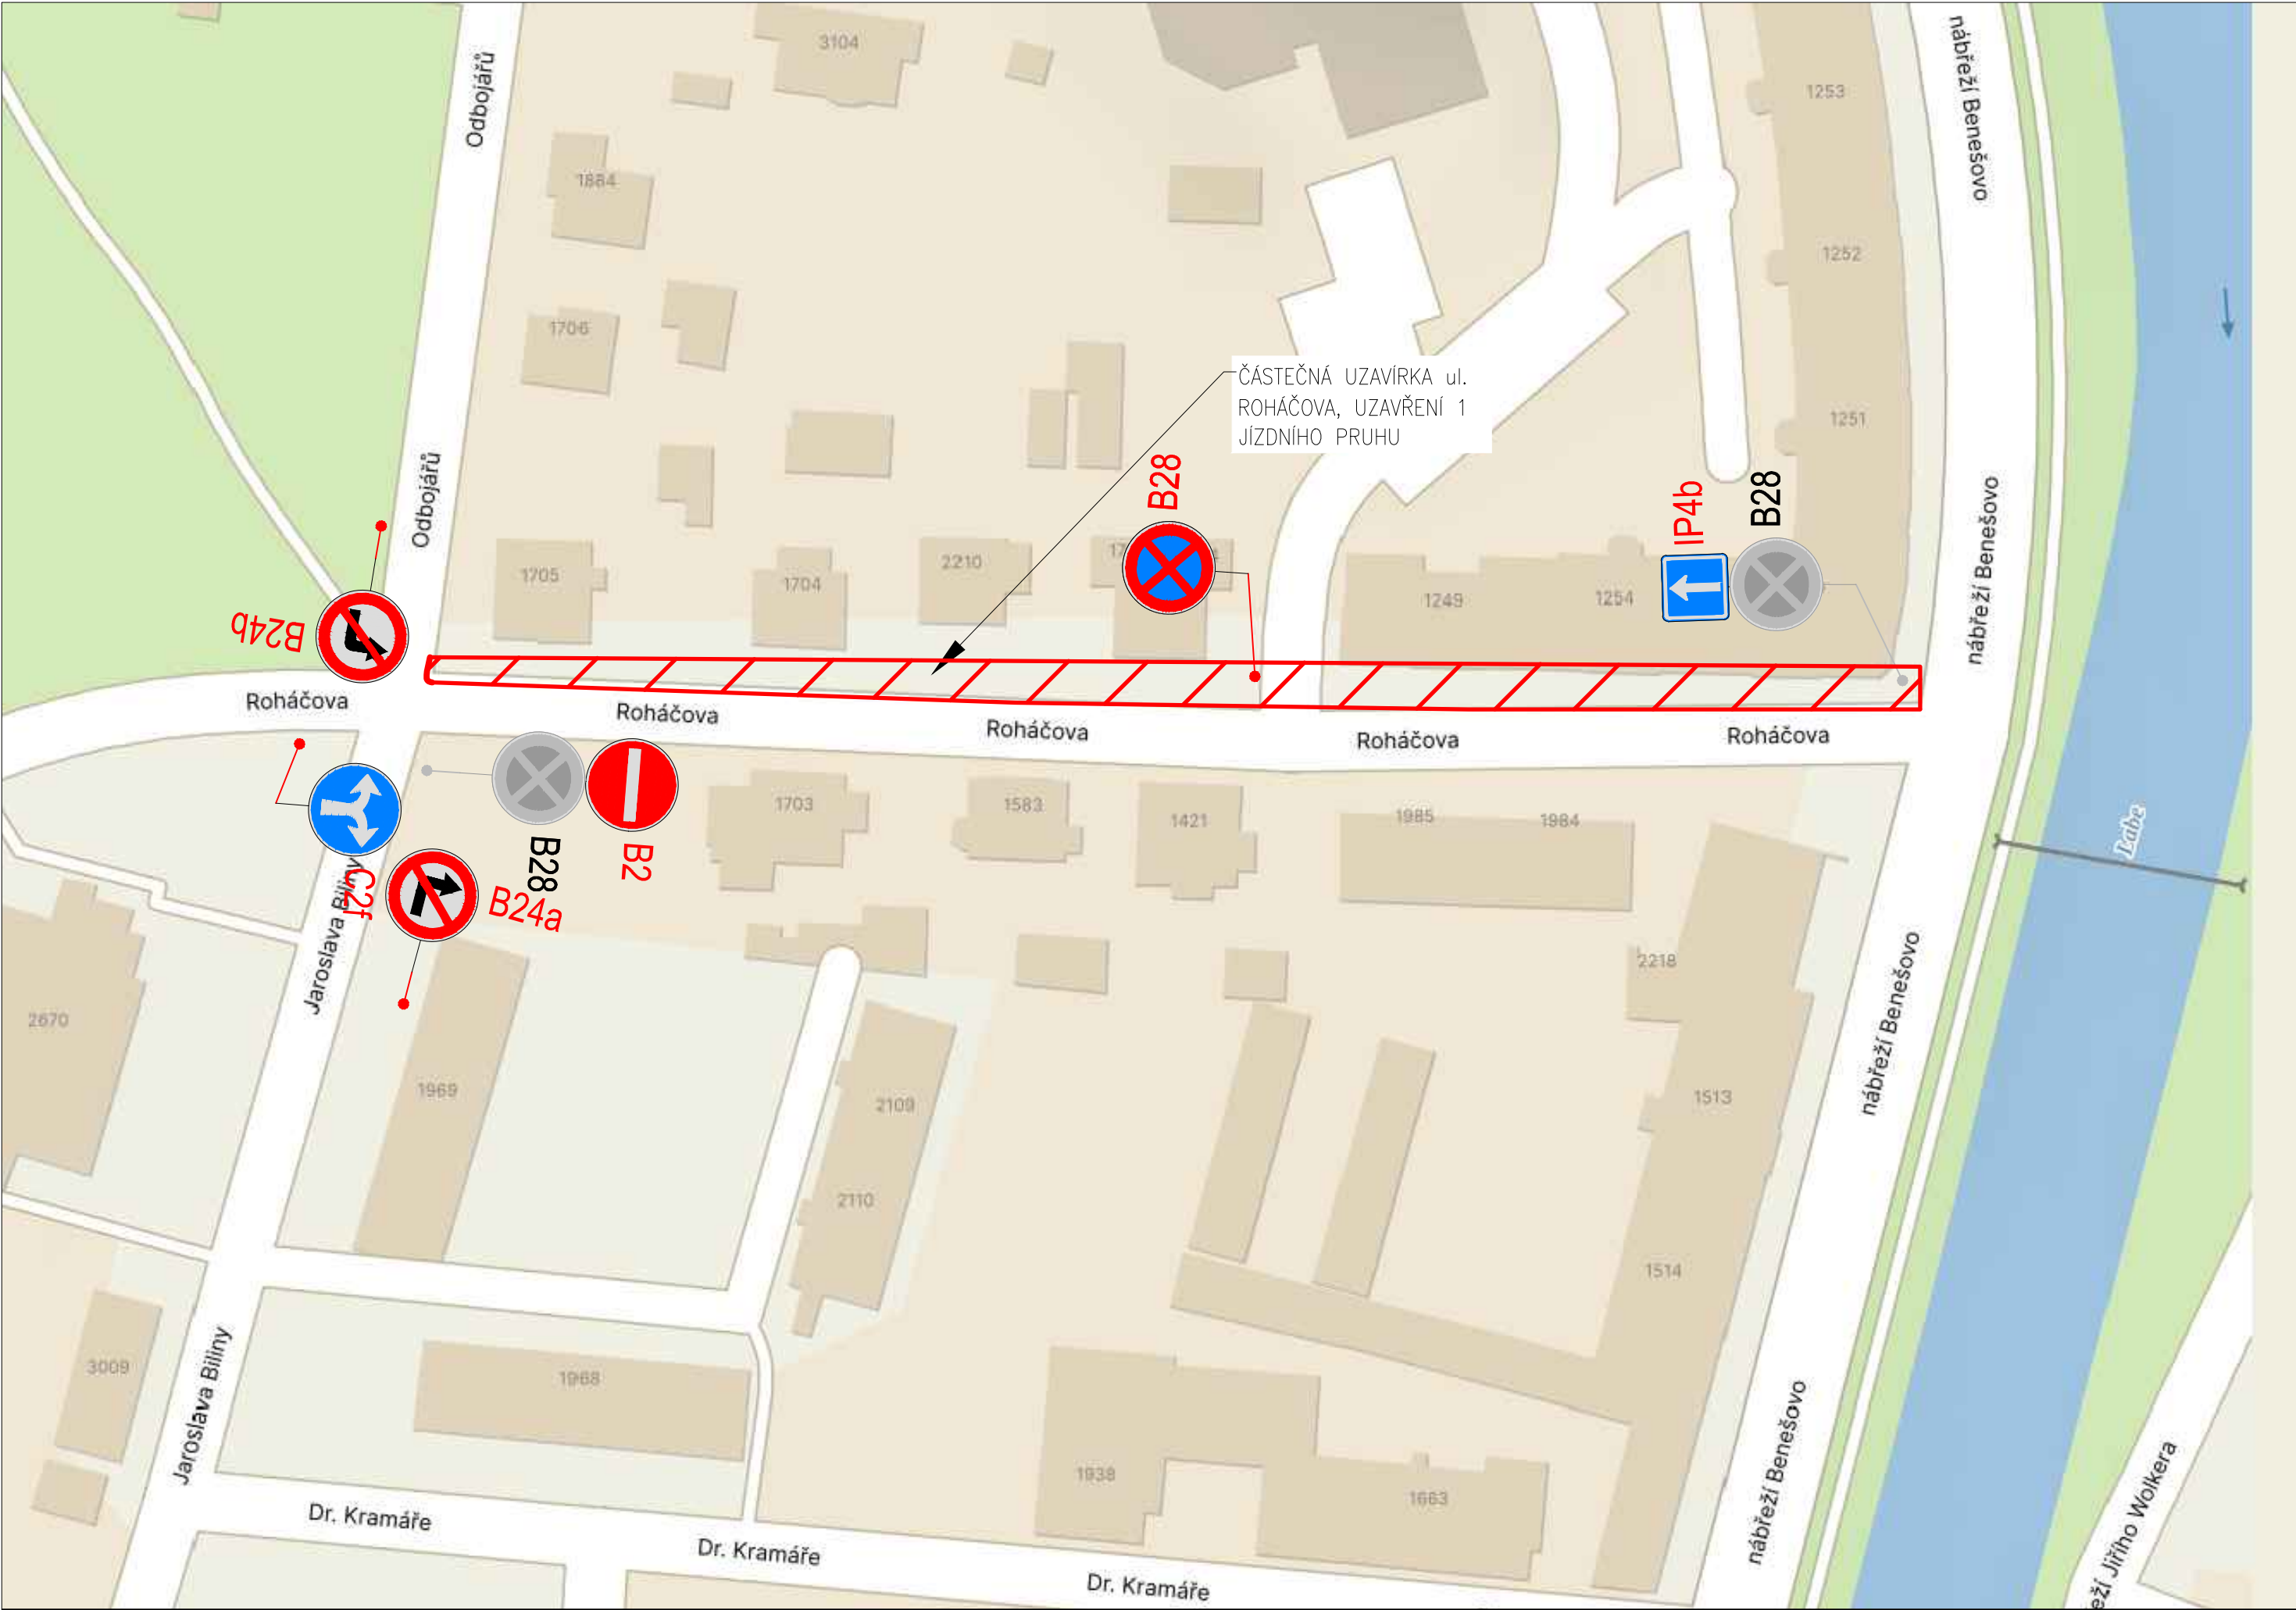 Odbojářů
3104
1253
nábřeží Benešovo
1884
1252
1706
ČÁSTEČNÁ UZAVÍRKA ul.
ROHÁČOVA, UZAVŘENÍ 1
JÍZDNÍHO PRUHU
1251
Odbojářů
B28
IP4b
B28
nábřeží Benešovo
1705
1704
2210
1249
1254
B24b
Roháčova
Roháčova
Roháčova
Roháčova
Roháčova
1703
1583
1421
1985
1984
Labe
B28
B2
C2f
B24a
Jaroslava Biliny
2670
2218
nábřeží Benešovo
1969
2109
1513
2110
1514
3009
Jaroslava Biliny
1968
1938
1663
nábřeží Benešovo
Dr. Kramáře
Dr. Kramáře
Dr. Kramáře
eží Jiřího Wolkera